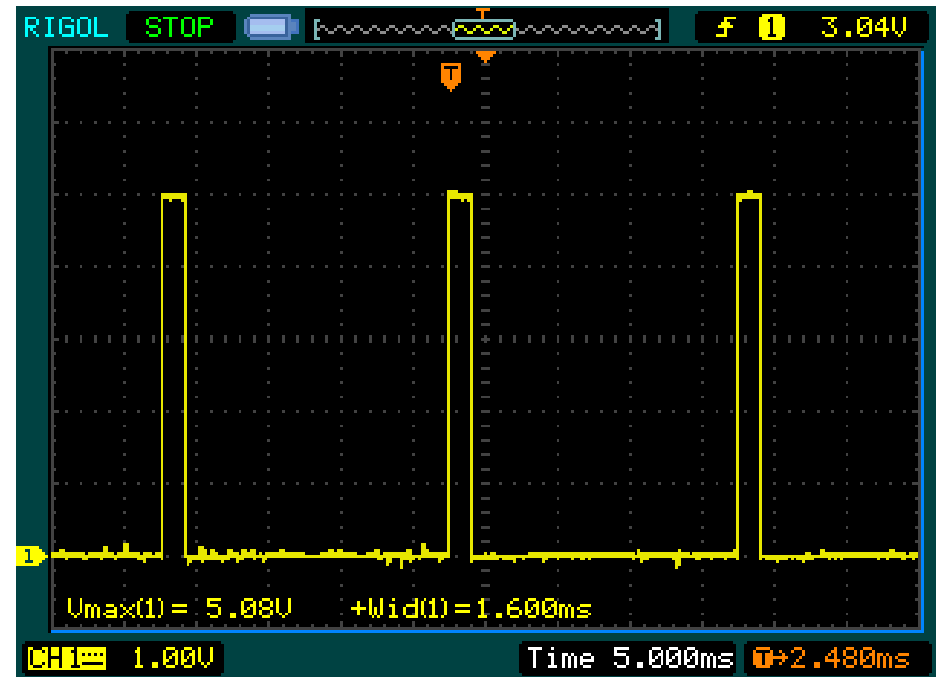 RIGOL STOP T 1 3.04V
T
1
Vmax(1)= 5.08V +Wid(1)=1.600ms
CH1 1.00V Time 5.000ms T→2.480ms